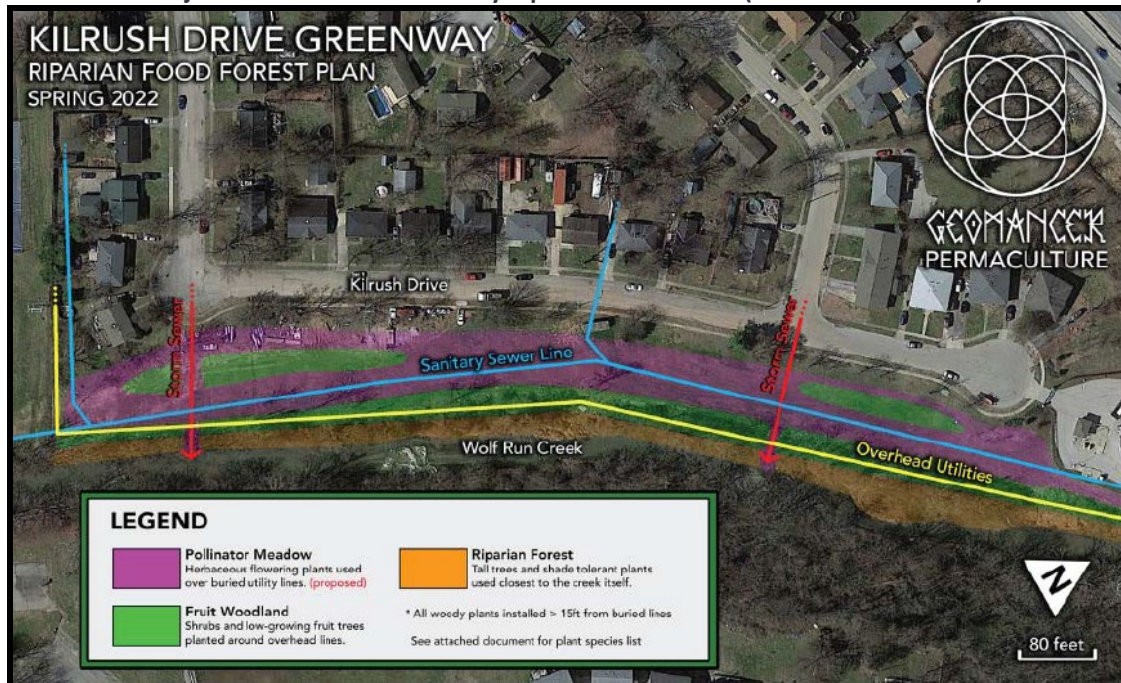 KILRUSH DRIVE GREENWAY
RIPARIAN FOOD FOREST PLAN
SPRING 2022
GEOMANCER
PERMACULTURE
Kilrush Drive
Storm Sewer
Sanitary Sewer Line
Storm Sewer
Wolf Run Creek
Overhead Utilities
LEGEND
Pollinator Meadow
Herbaceous flowering plants used
over buried utility lines. (proposed)
Fruit Woodland
Shrubs and low-growing fruit trees
planted around overhead lines.
Riparian Forest
Tall trees and shade tolerant plants
used closest to the creek itself.
* All woody plants installed > 15ft from buried lines
See attached document for plant species list
N
80 feet